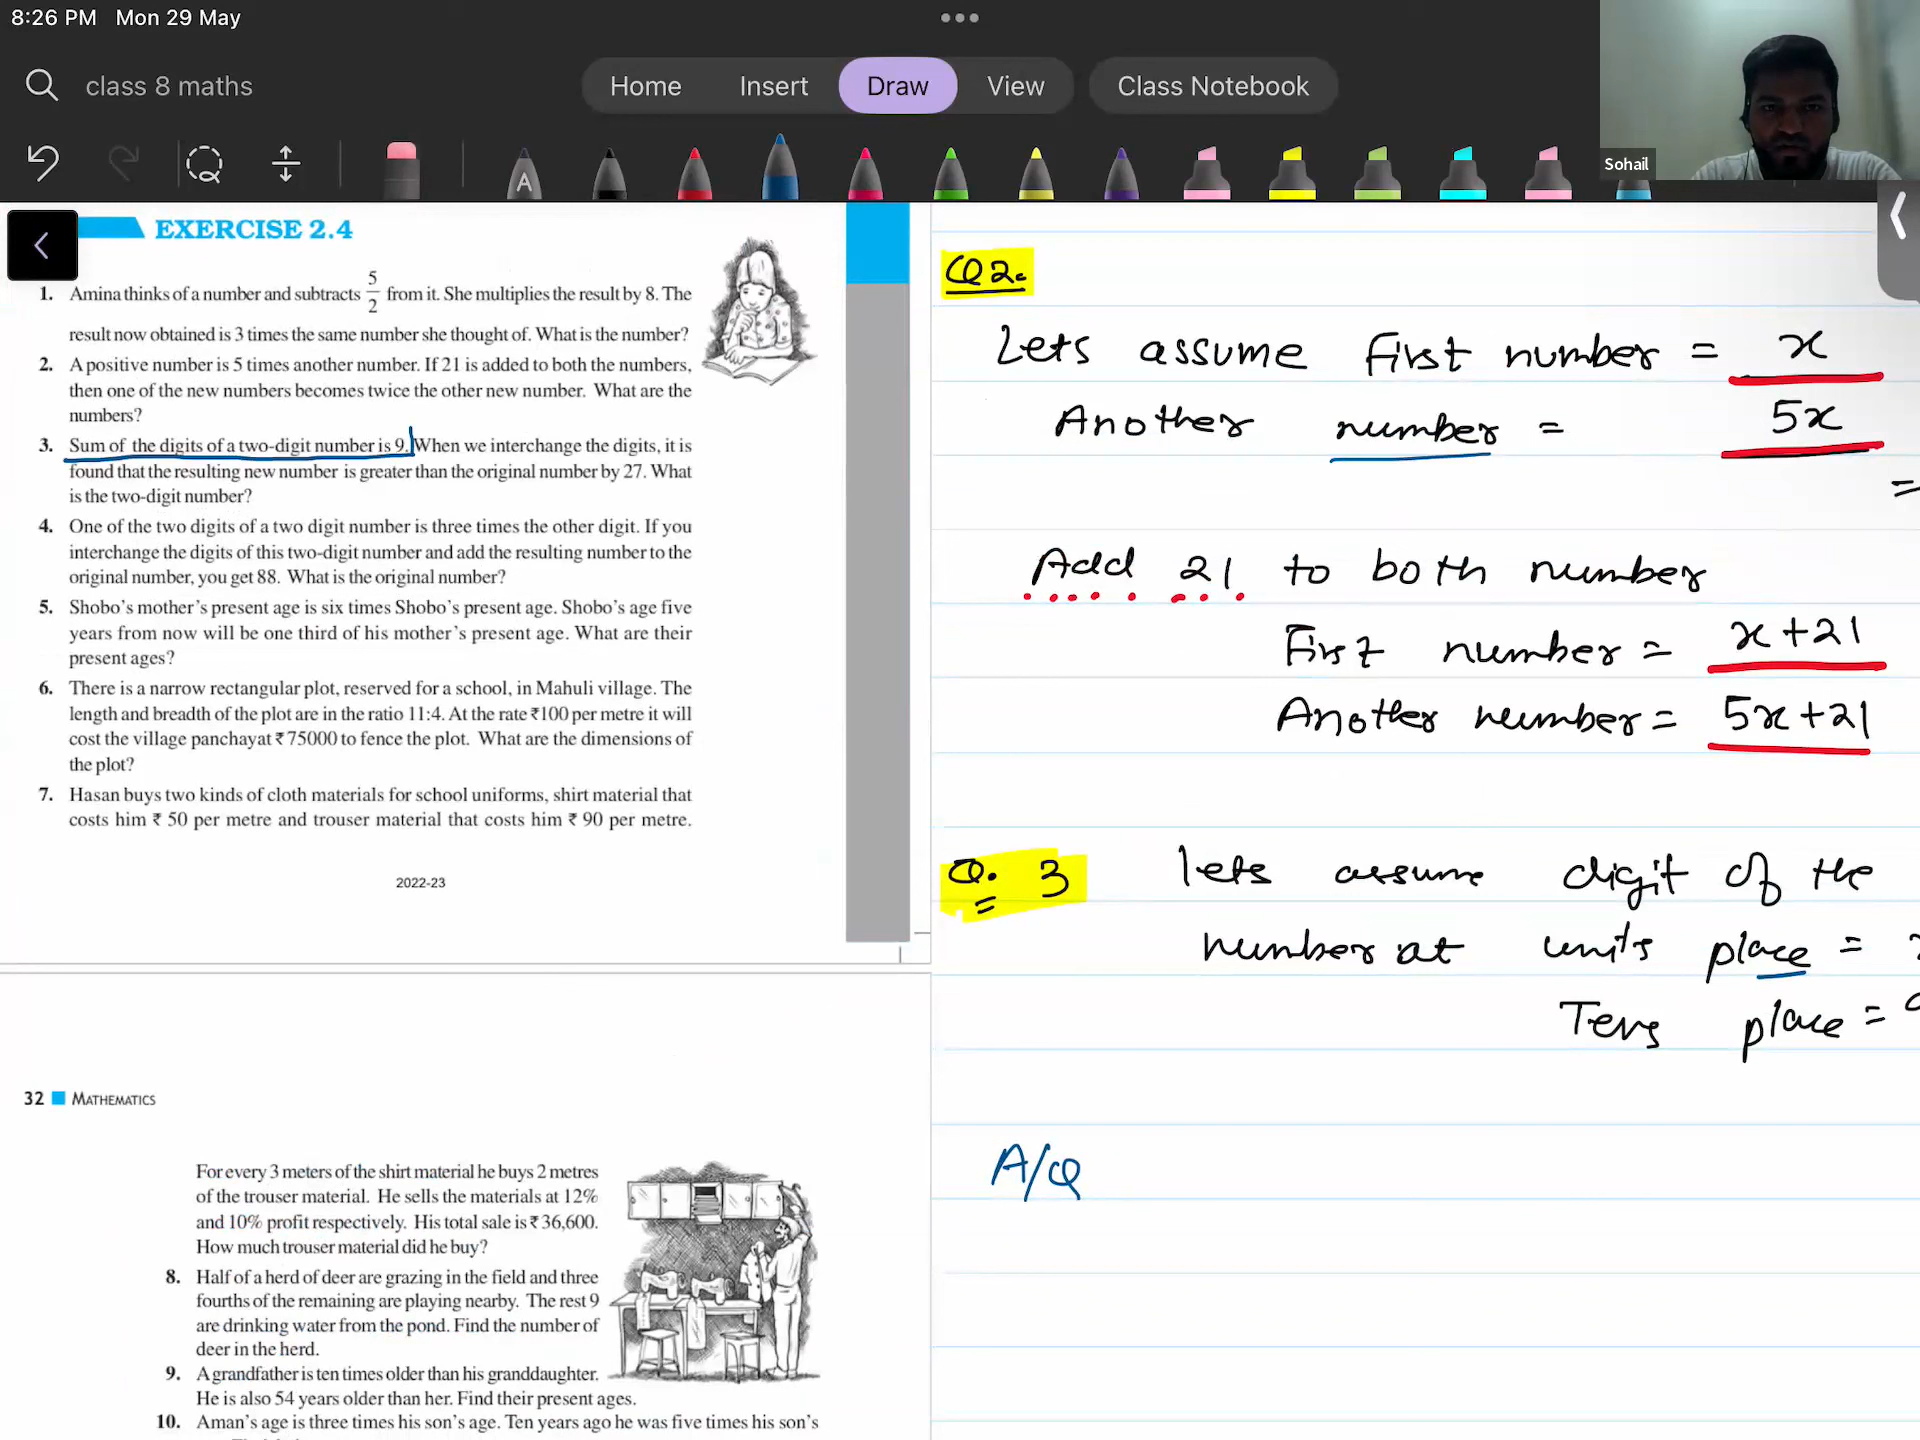 8:26 PM Mon 29 May
class 8 maths
Home Insert Draw View Class Notebook
A
Sohail
EXERCISE 2.4
1. Amina thinks of a number and subtracts 5/2 from it. She multiplies the result by 8. The
result now obtained is 3 times the same number she thought of. What is the number?
2. A positive number is 5 times another number. If 21 is added to both the numbers,
then one of the new numbers becomes twice the other new number. What are the
numbers?
3. Sum of the digits of a two-digit number is 9. When we interchange the digits, it is
found that the resulting new number is greater than the original number by 27. What
is the two-digit number?
4. One of the two digits of a two digit number is three times the other digit. If you
interchange the digits of this two-digit number and add the resulting number to the
original number, you get 88. What is the original number?
5. Shobo's mother's present age is six times Shobo's present age. Shobo's age five
years from now will be one third of his mother's present age. What are their
present ages?
6. There is a narrow rectangular plot, reserved for a school, in Mahuli village. The
length and breadth of the plot are in the ratio 11:4. At the rate ₹100 per metre it will
cost the village panchayat ₹75000 to fence the plot. What are the dimensions of
the plot?
7. Hasan buys two kinds of cloth materials for school uniforms, shirt material that
costs him ₹ 50 per metre and trouser material that costs him ₹ 90 per metre.
2022-23
32 MATHEMATICS
For every 3 meters of the shirt material he buys 2 metres
of the trouser material. He sells the materials at 12%
and 10% profit respectively. His total sale is ₹36,600.
How much trouser material did he buy?
8. Half of a herd of deer are grazing in the field and three
fourths of the remaining are playing nearby. The rest 9
are drinking water from the pond. Find the number of
deer in the herd.
9. A grandfather is ten times older than his granddaughter.
He is also 54 years older than her. Find their present ages.
10. Aman's age is three times his son's age. Ten years ago he was five times his son's
Q2.
Lets assume First number = x
Another number = 5x
=
Add 21 to both number
First number = x+21
Another number = 5x+21
Q. 3 lets assume digit of the
number at units place =
Tens place =
A/Q